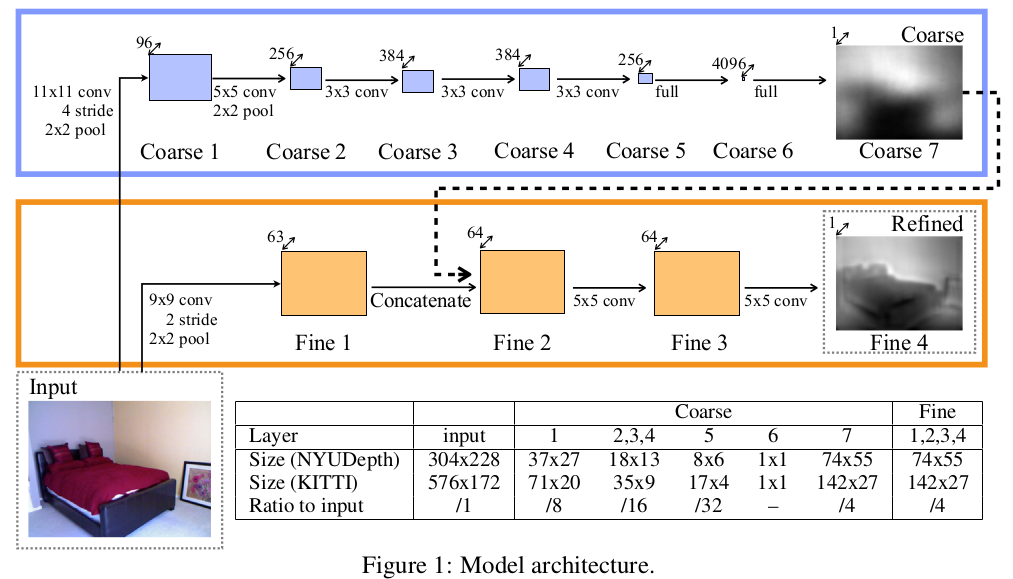 96
11x11 conv
4 stride
2x2 pool
Coarse 1
5x5 conv
2x2 pool
256
Coarse 2
3x3 conv
384
Coarse 3
3x3 conv
384
Coarse 4
3x3 conv
256
Coarse 5
full
4096
Coarse 6
full
1
Coarse
Coarse 7
9x9 conv
2 stride
2x2 pool
63
Fine 1
Concatenate
64
Fine 2
5x5 conv
64
Fine 3
5x5 conv
1
Refined
Fine 4
Input
Coarse Fine
Layer input 1 2,3,4 5 6 7 1,2,3,4
Size (NYUDepth) 304x228 37x27 18x13 8x6 1x1 74x55 74x55
Size (KITTI) 576x172 71x20 35x9 17x4 1x1 142x27 142x27
Ratio to input /1 /8 /16 /32 – /4 /4
Figure 1: Model architecture.